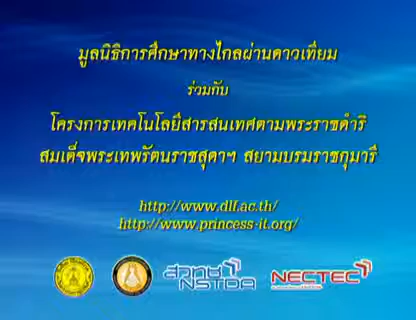 มูลนิธิการศึกษาทางไกลผ่านดาวเทียม
ร่วมกับ
โครงการเทคโนโลยีสารสนเทศตามพระราชดำริ
สมเด็จพระเทพรัตนราชสุดาฯ สยามบรมราชกุมารี
http://www.dlf.ac.th/
http://www.princess-it.org/
สวทช
NSTDA
NECTEC